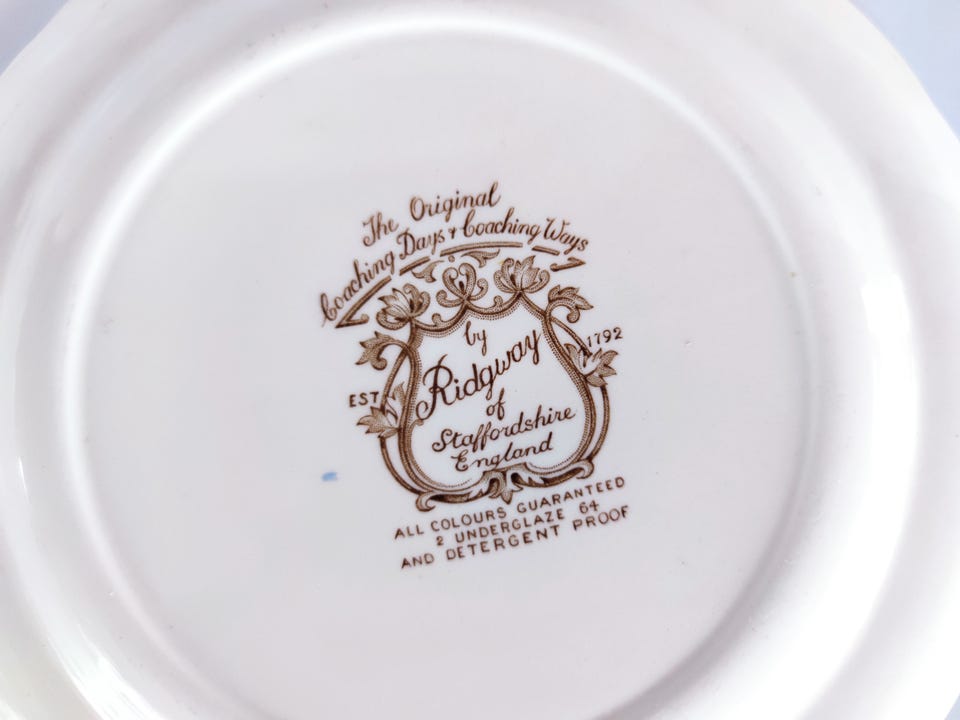 The Original
Coaching Days & Coaching Ways
by
Ridgway
EST 1792
of
Staffordshire
England
ALL COLOURS GUARANTEED
2 UNDERGLAZE 64
AND DETERGENT PROOF